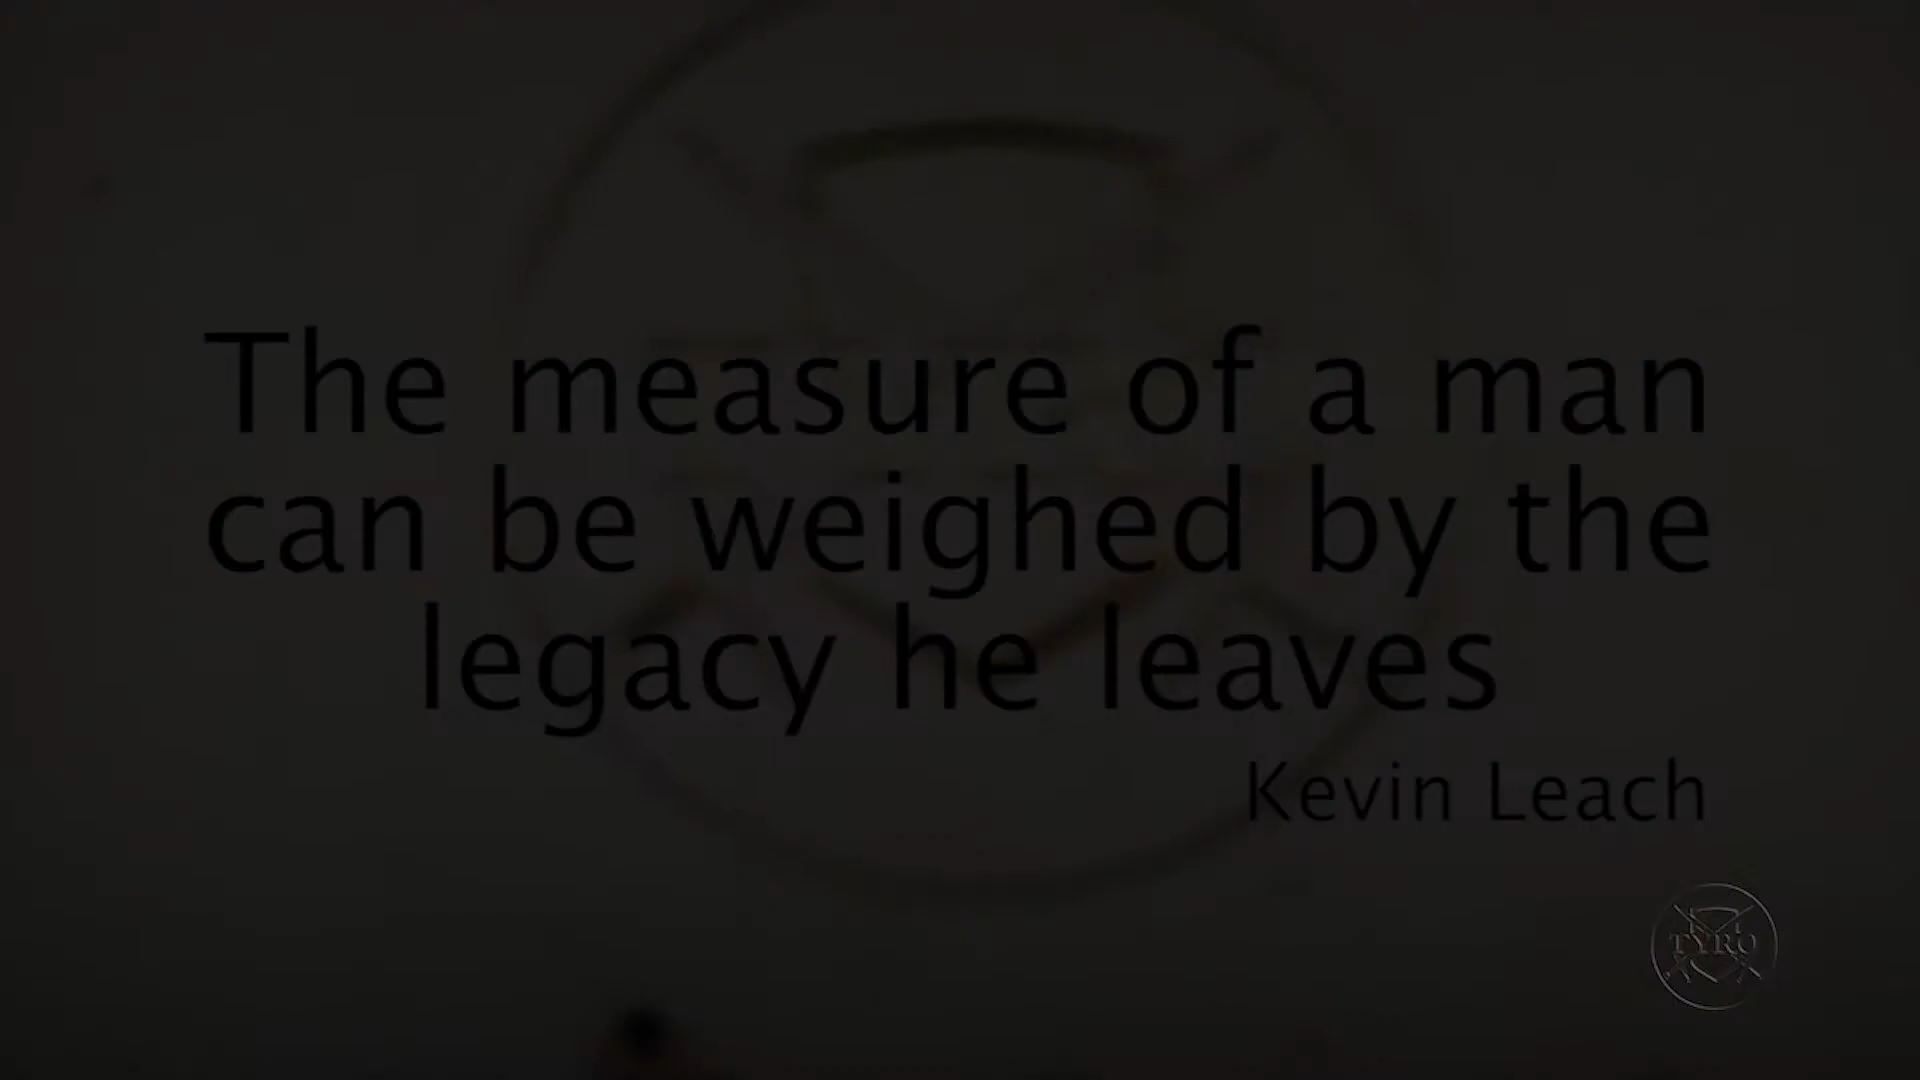 The measure of a man
can be weighed by the
legacy he leaves
Kevin Leach
TYRO